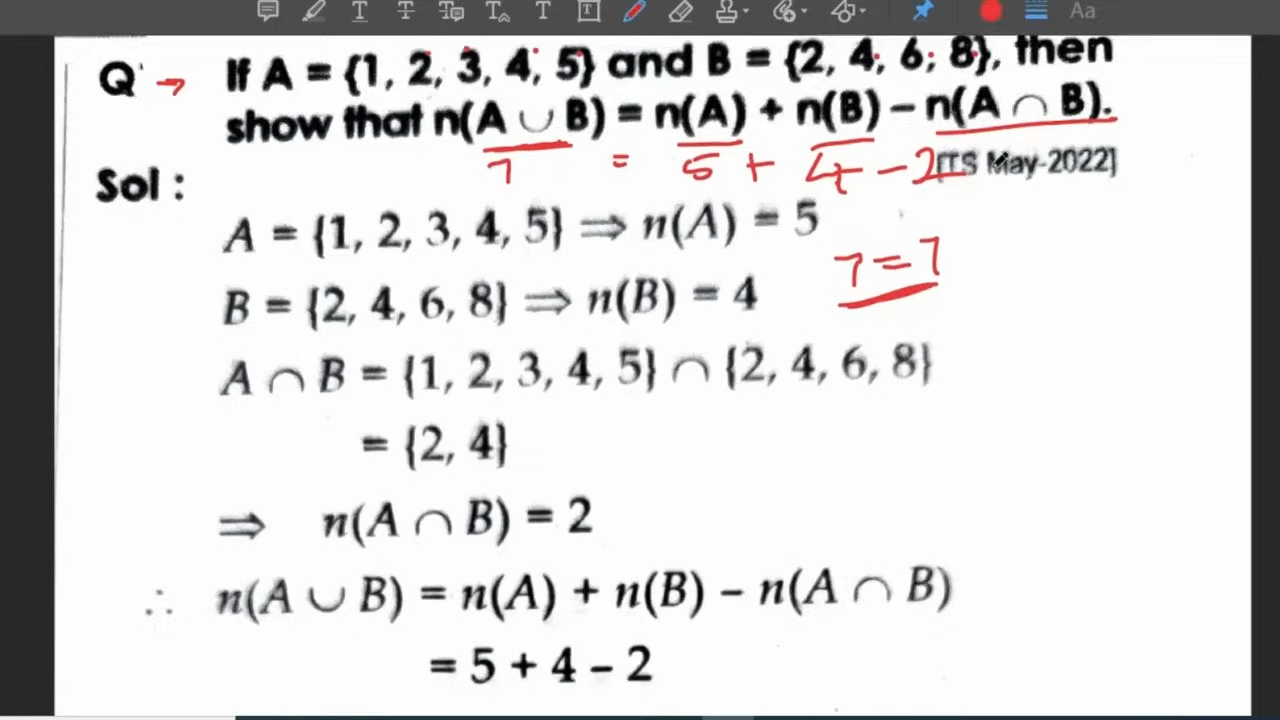 Q → If A = {1, 2, 3, 4, 5} and B = {2, 4, 6, 8}, then
show that n(A ∪ B) = n(A) + n(B) – n(A ∩ B).
7 = 5 + 4 – 2
[TS May-2022]
Sol :
A = {1, 2, 3, 4, 5} ⇒ n(A) = 5
7 = 7
B = {2, 4, 6, 8} ⇒ n(B) = 4
A ∩ B = {1, 2, 3, 4, 5} ∩ {2, 4, 6, 8}
= {2, 4}
⇒ n(A ∩ B) = 2
∴ n(A ∪ B) = n(A) + n(B) – n(A ∩ B)
= 5 + 4 – 2